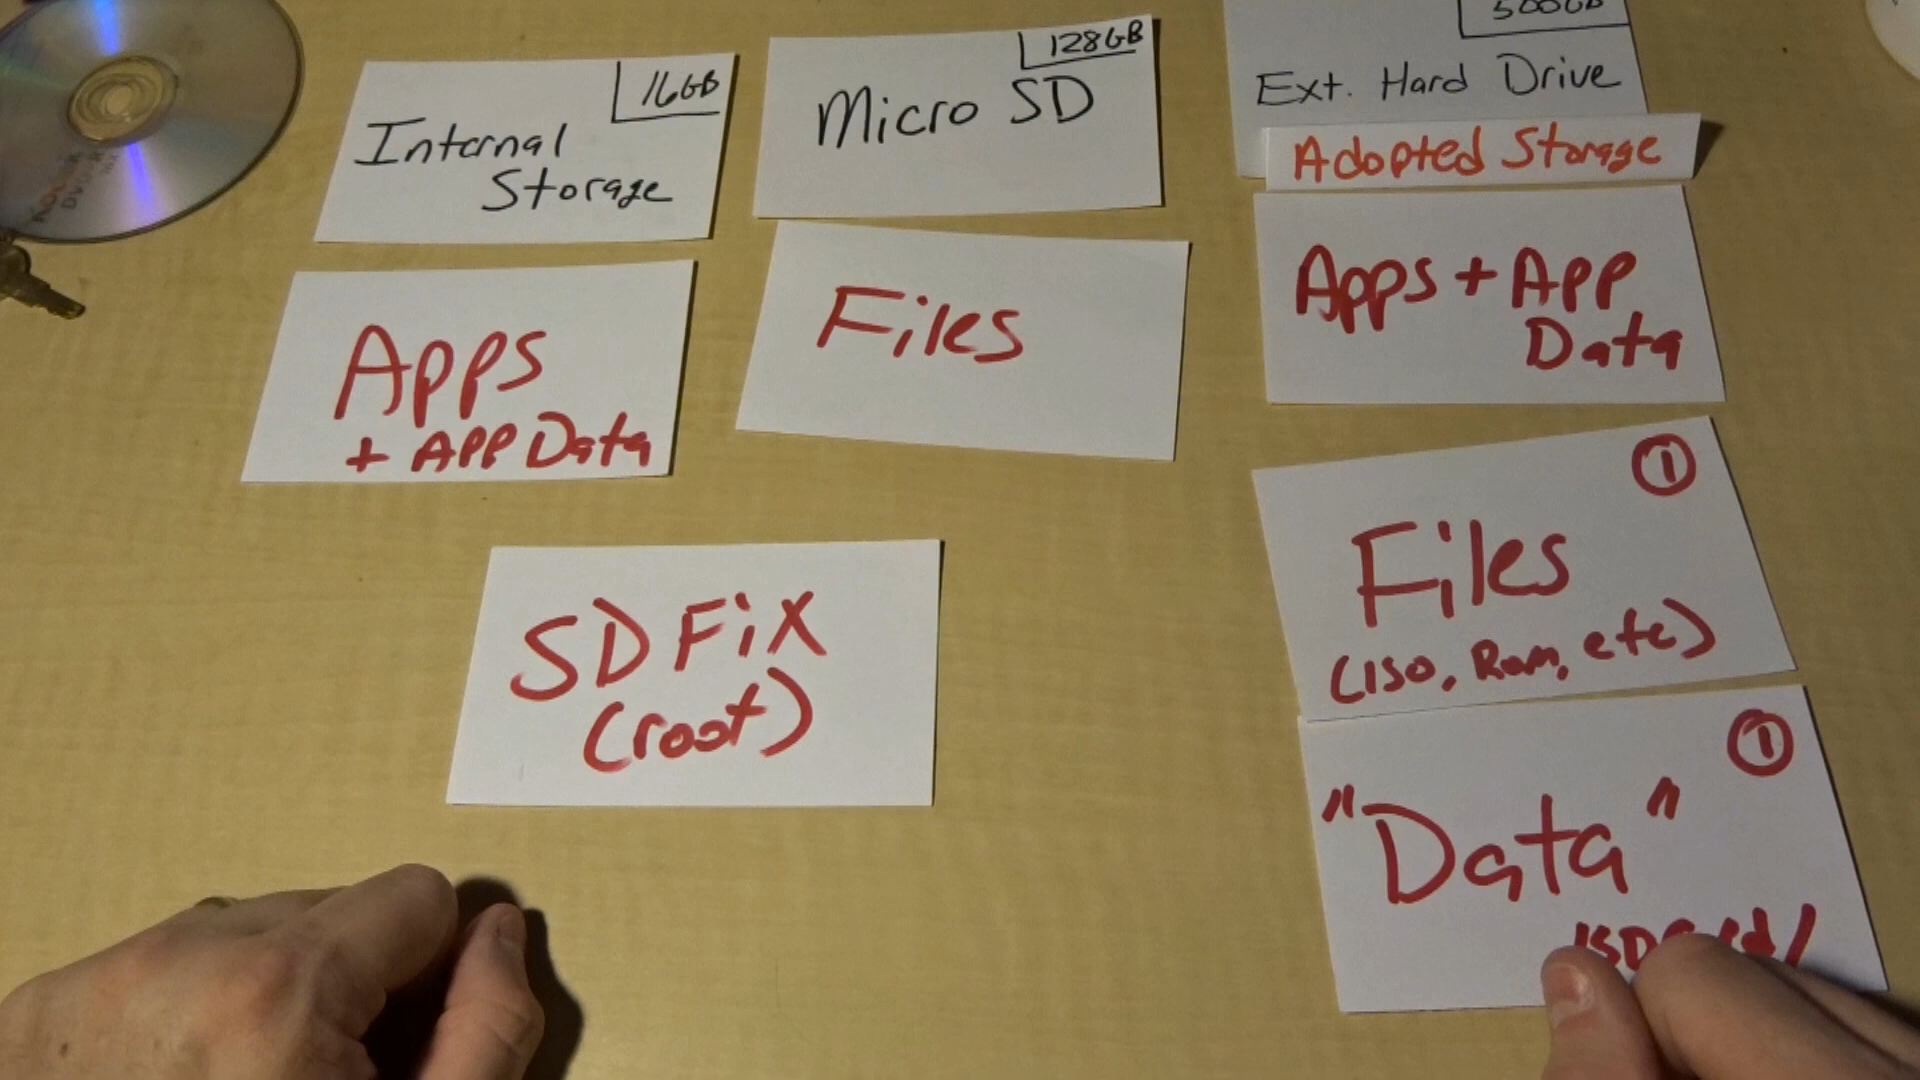 16GB
Internal
Storage
Apps
+ APP Data
128GB
Micro SD
Files
SD Fix
(root)
500GB
Ext. Hard Drive
Adopted Storage
Apps + App
Data
1
Files
(ISO, Rom, etc)
1
"Data"